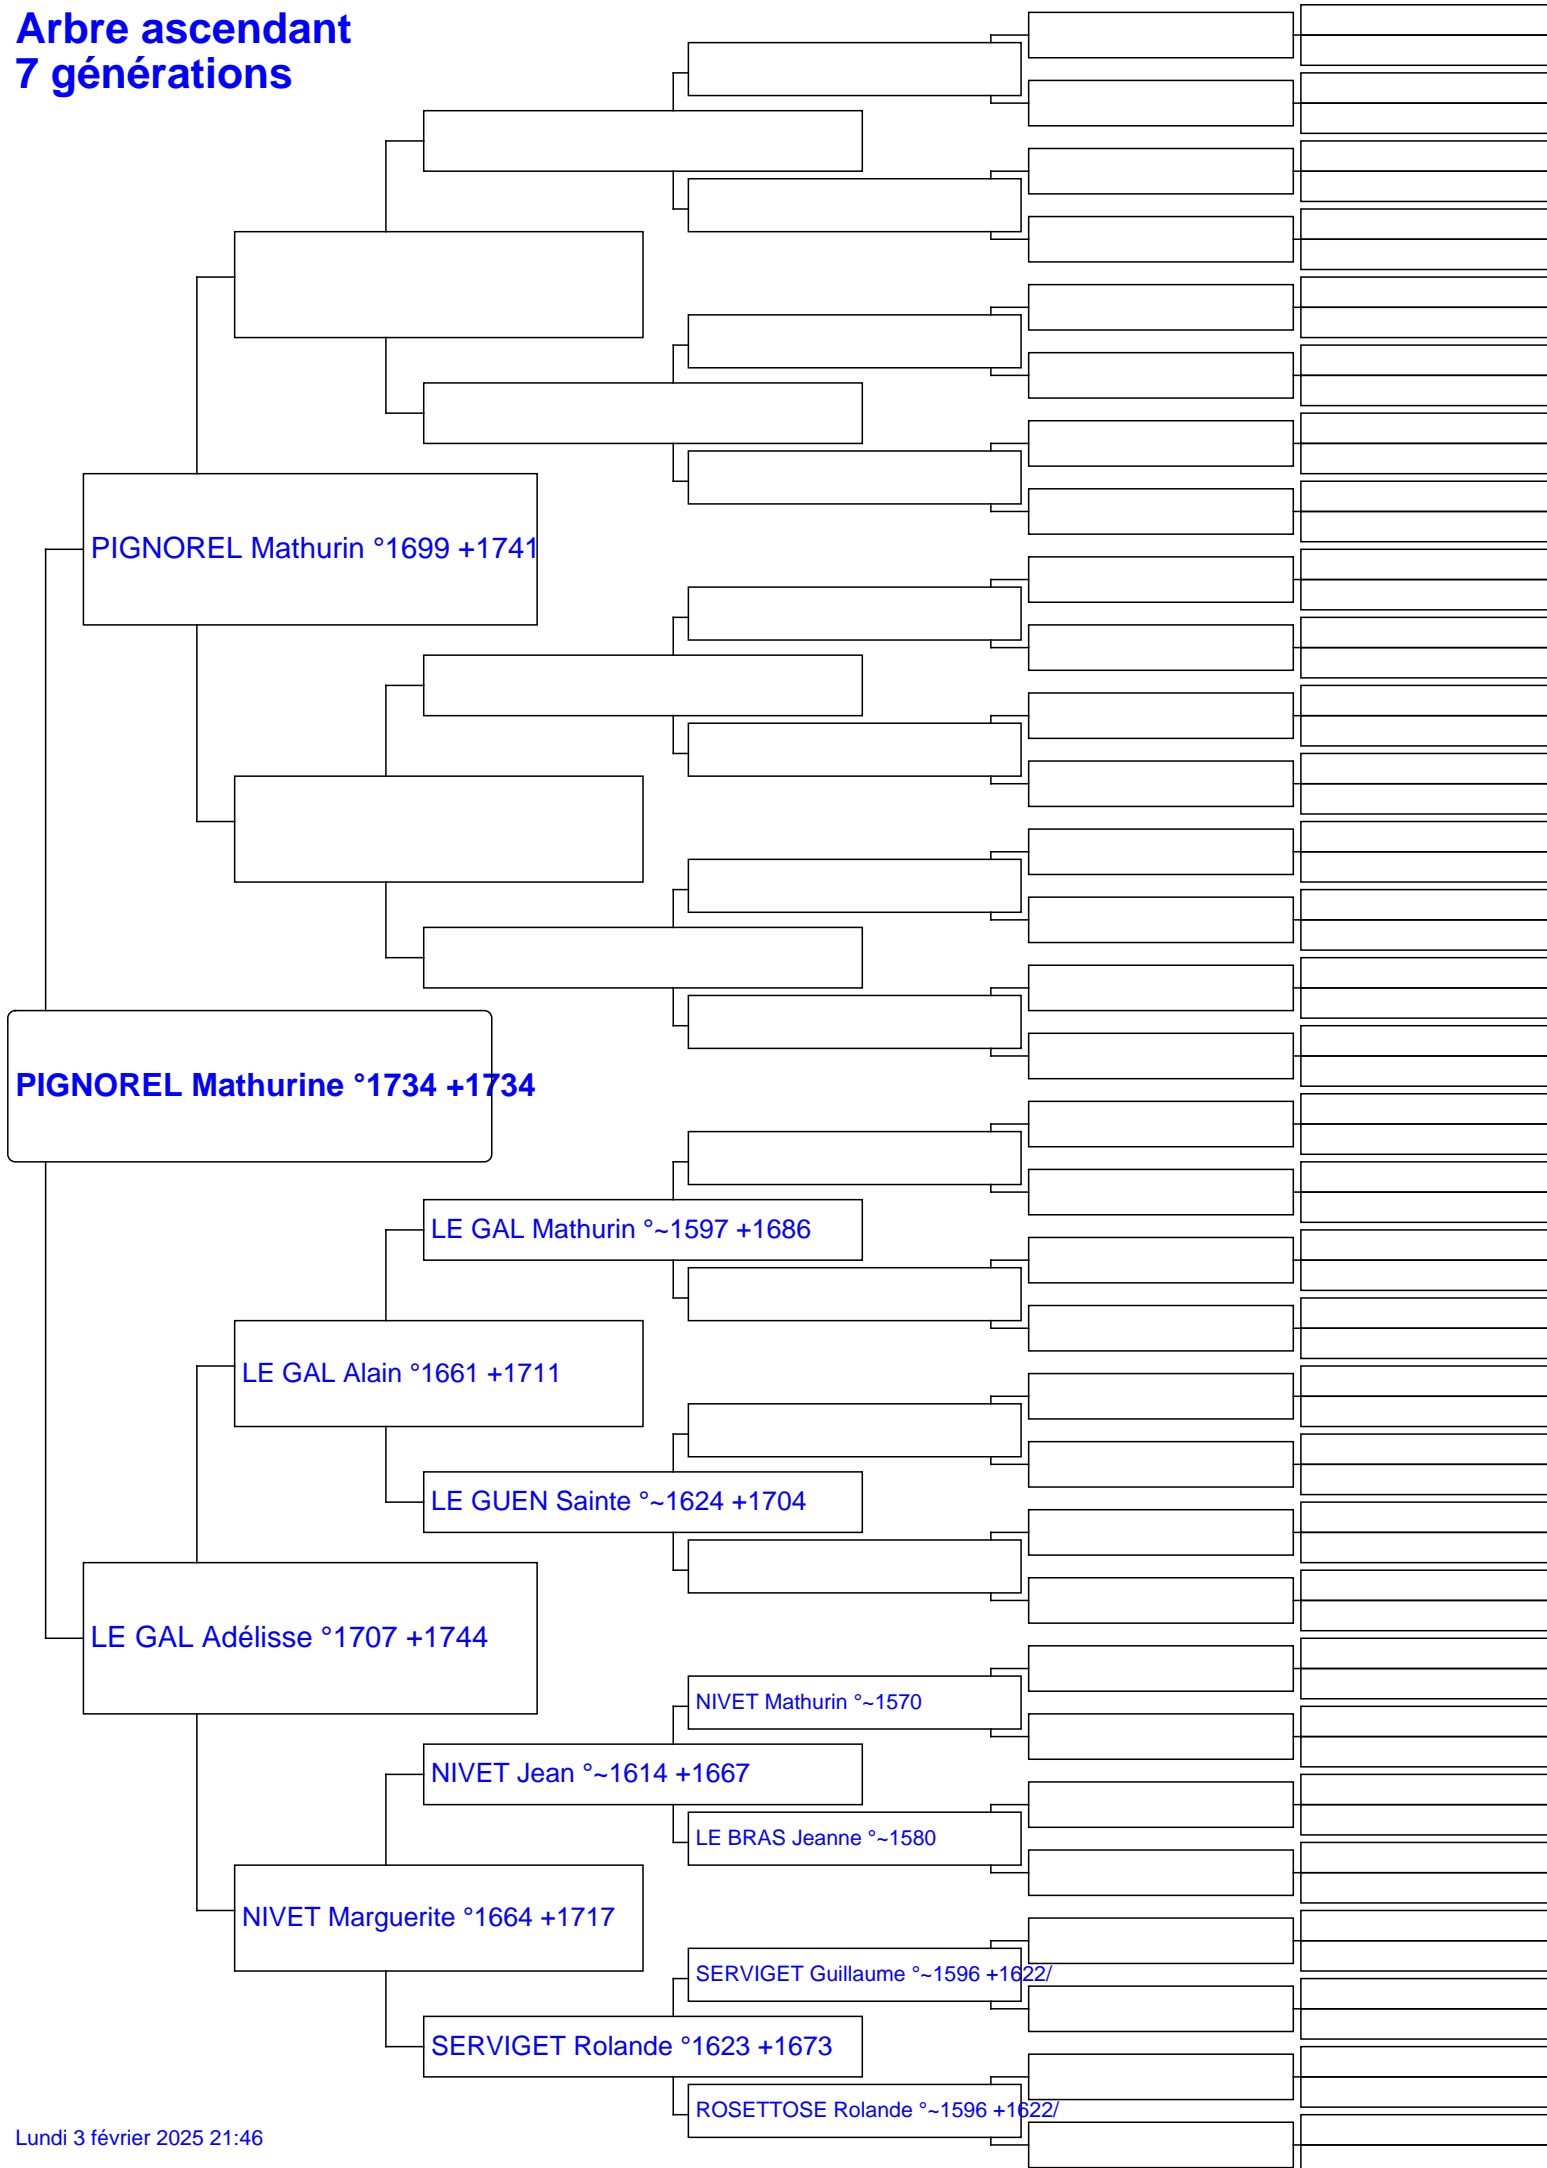 Arbre ascendant
7 générations
PIGNOREL Mathurin °1699 +1741
PIGNOREL Mathurine °1734 +1734
LE GAL Mathurin °~1597 +1686
LE GAL Alain °1661 +1711
LE GUEN Sainte °~1624 +1704
LE GAL Adélisse °1707 +1744
NIVET Mathurin °~1570
NIVET Jean °~1614 +1667
LE BRAS Jeanne °~1580
NIVET Marguerite °1664 +1717
SERVIGET Guillaume °~1596 +1622/
SERVIGET Rolande °1623 +1673
ROSETTOSE Rolande °~1596 +1622/
Lundi 3 février 2025 21:46